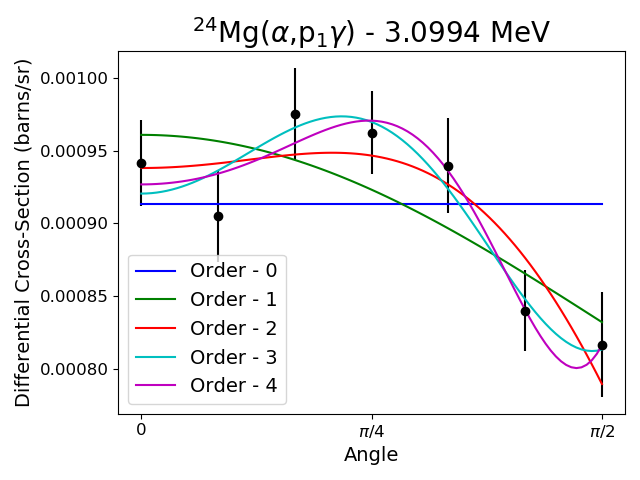 ²⁴Mg(α,p₁γ) - 3.0994 MeV
Differential Cross-Section (barns/sr)
0.00100
0.00095
0.00090
0.00085
0.00080
Order - 0
Order - 1
Order - 2
Order - 3
Order - 4
0
π/4
π/2
Angle